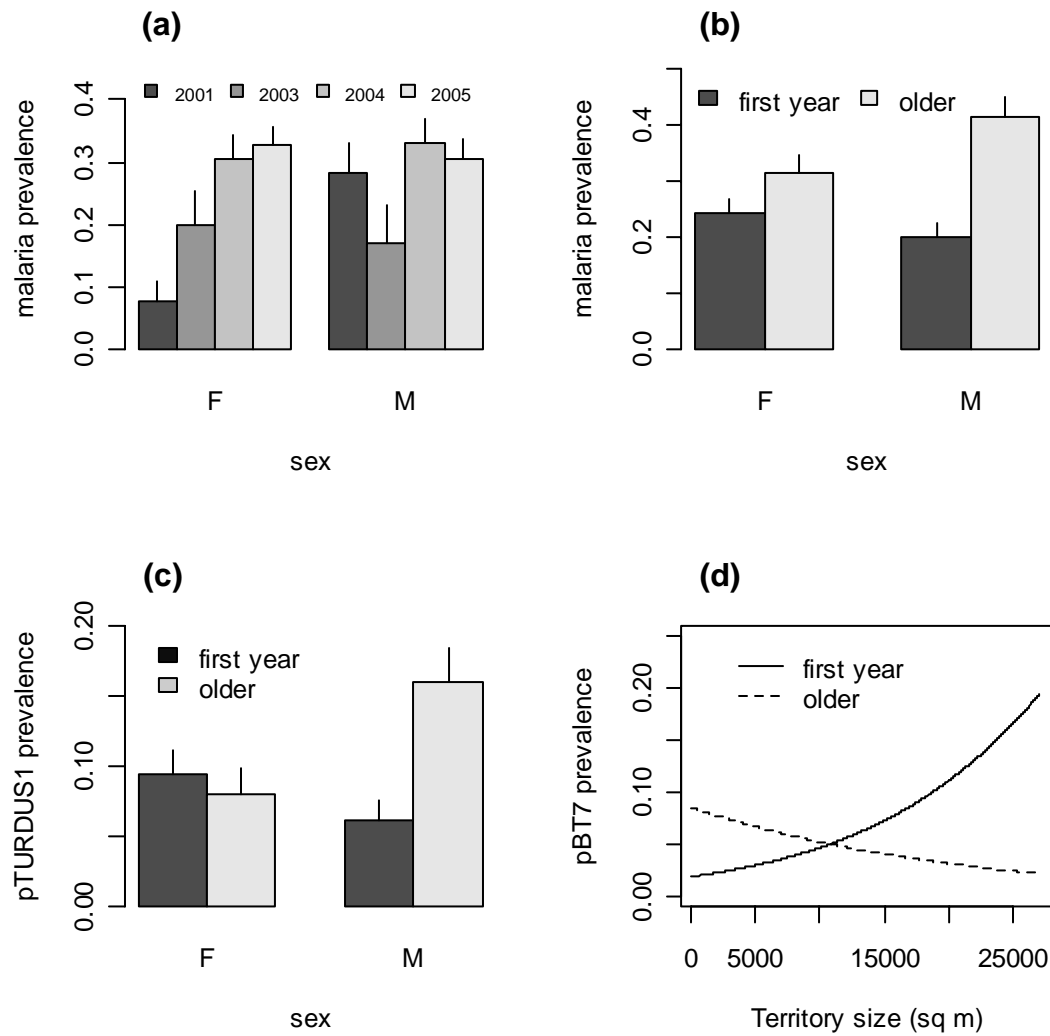 (a)
2001 2003 2004 2005
malaria prevalence
0.0 0.1 0.2 0.3 0.4
F M
sex
(b)
first year older
malaria prevalence
0.0 0.2 0.4
F M
sex
(c)
first year
older
pTURDUS1 prevalence
0.00 0.10 0.20
F M
sex
(d)
first year
older
pBT7 prevalence
0.00 0.10 0.20
0 5000 15000 25000
Territory size (sq m)